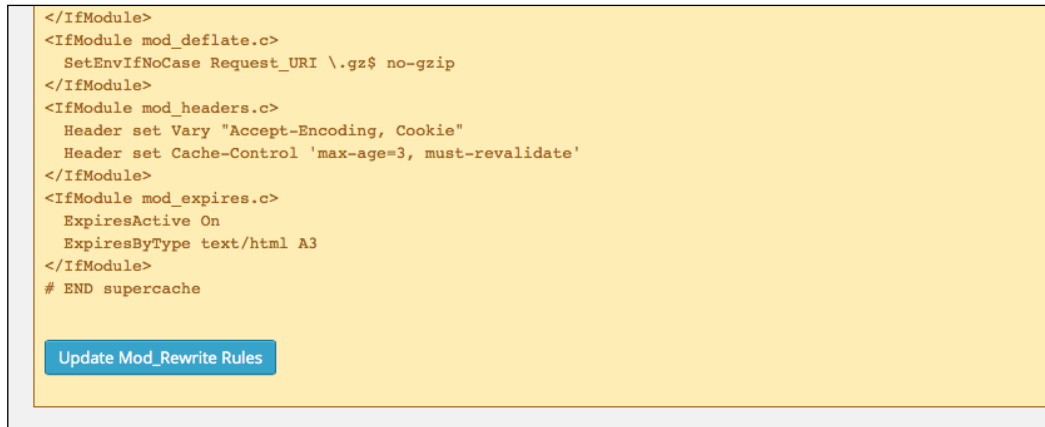 </IfModule>
<IfModule mod_deflate.c>
  SetEnvIfNoCase Request_URI \.gz$ no-gzip
</IfModule>
<IfModule mod_headers.c>
  Header set Vary "Accept-Encoding, Cookie"
  Header set Cache-Control 'max-age=3, must-revalidate'
</IfModule>
<IfModule mod_expires.c>
  ExpiresActive On
  ExpiresByType text/html A3
</IfModule>
# END supercache
Update Mod_Rewrite Rules